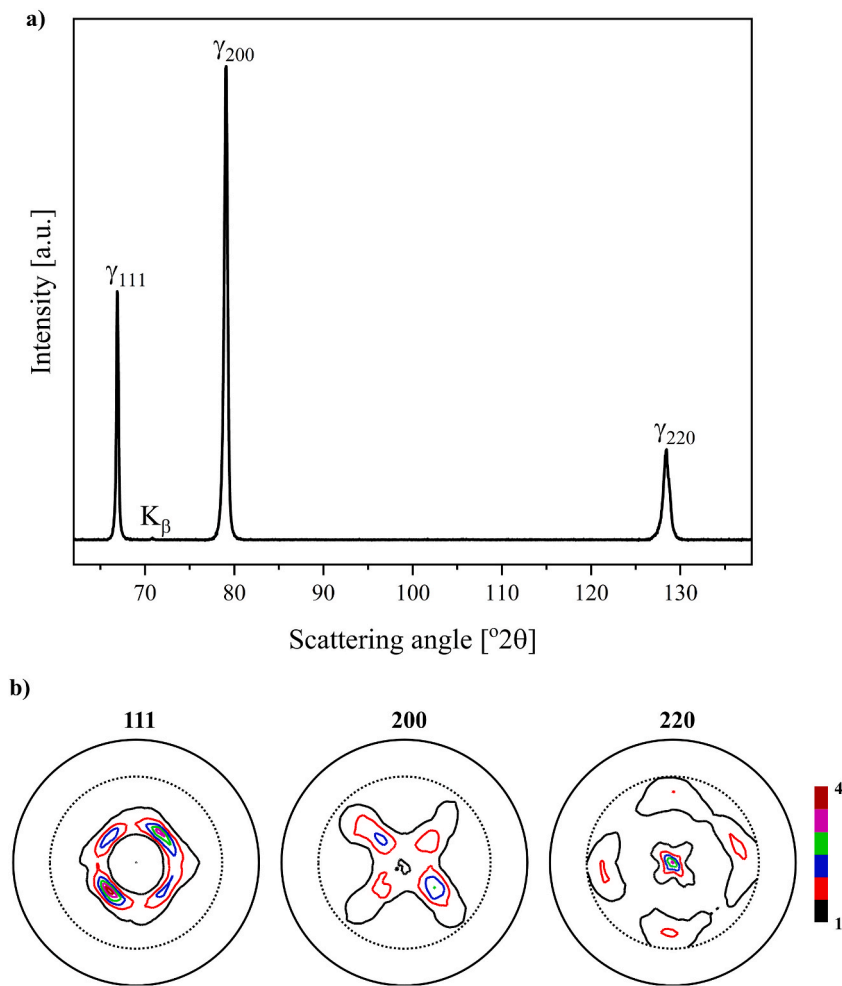 a)
γ200
γ111
Kβ
γ220
Intensity [a.u.]
70 80 90 100 110 120 130
Scattering angle [°2θ]
b)
111 200 220
4
1